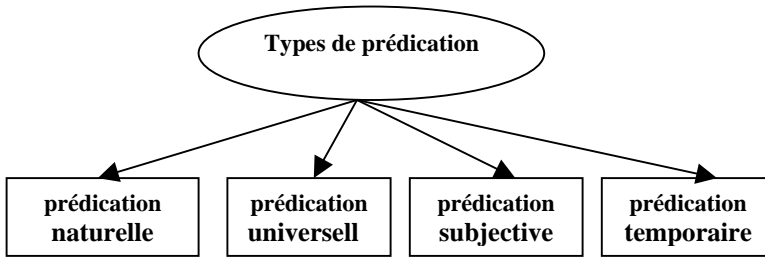 Types de prédication
prédication
naturelle
prédication
universell
prédication
subjective
prédication
temporaire